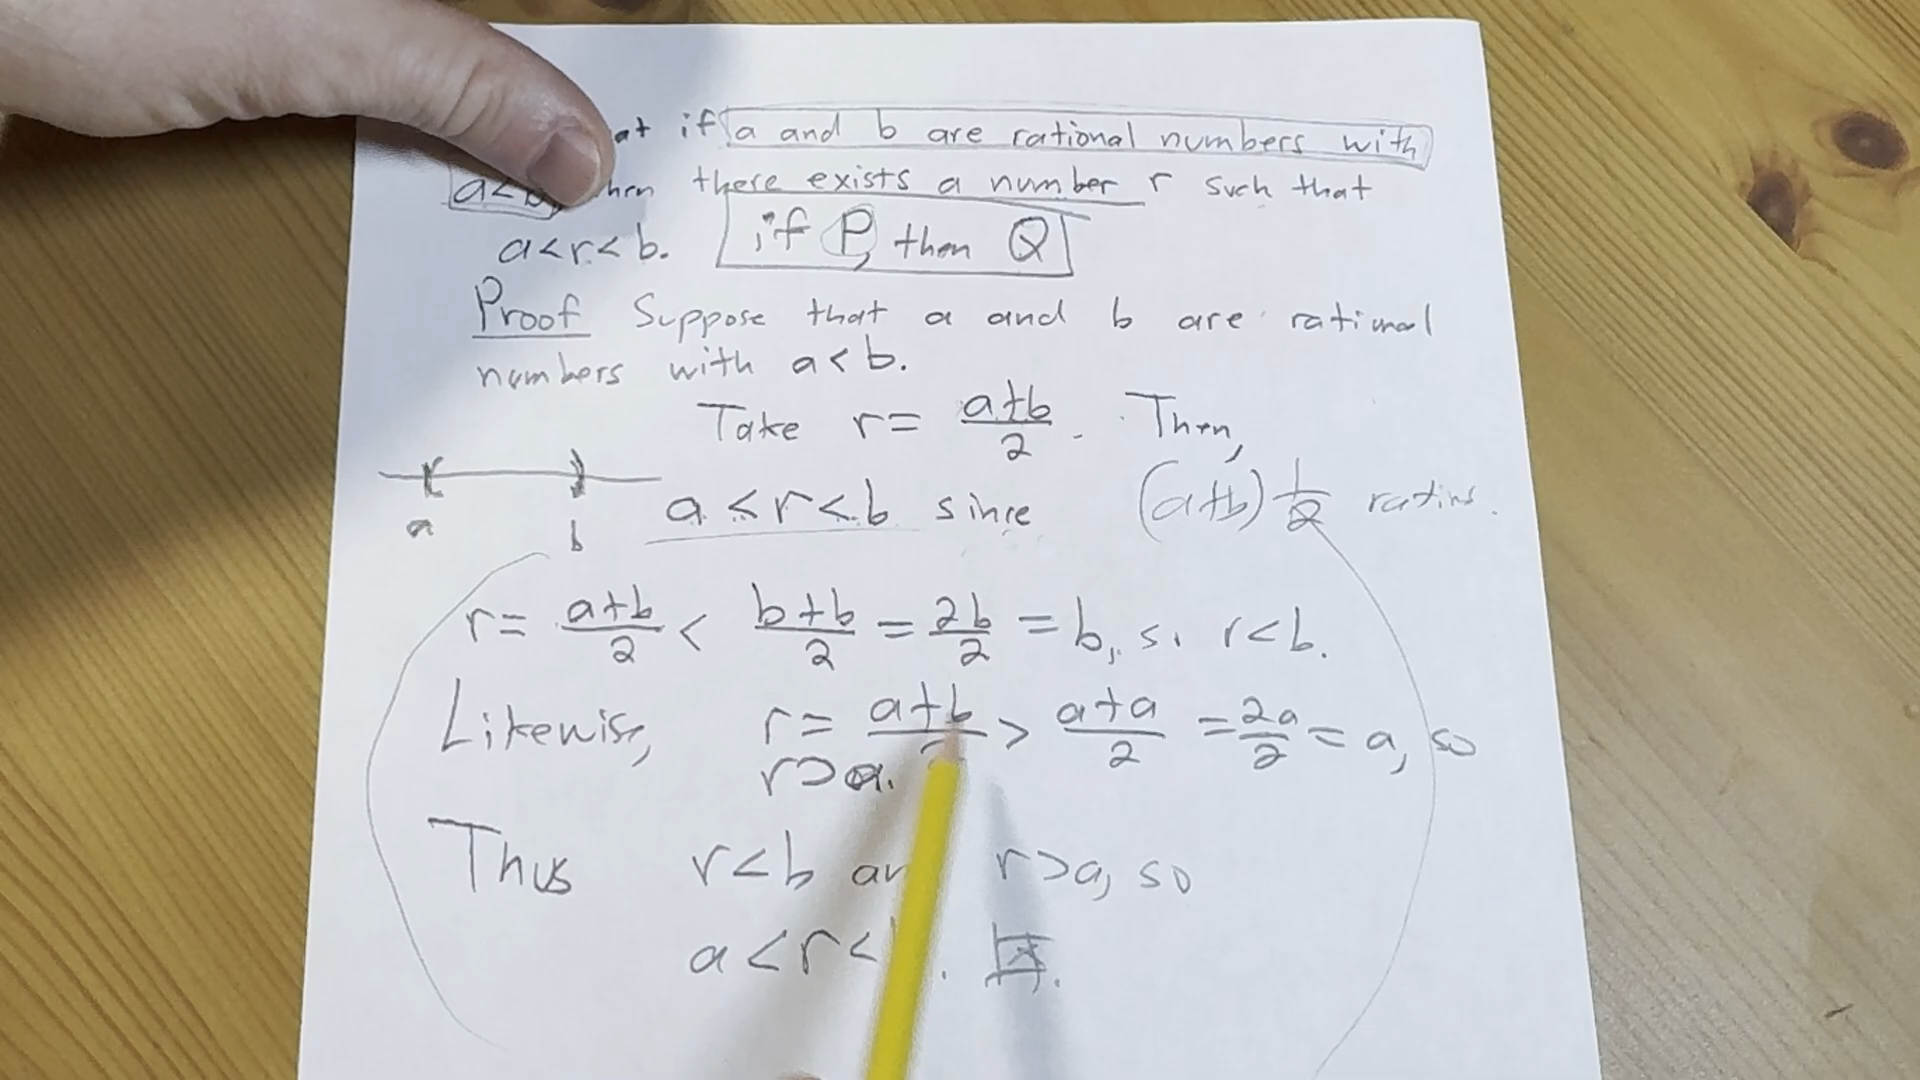 at if a and b are rational numbers with
a<b, then there exists a number r such that
a<r<b. if P, then Q
Proof Suppose that a and b are rational
numbers with a<b.
Take r = (a+b)/2. Then,
a b
a<r<b since (a+b) 1/2
r = (a+b)/2 < (b+b)/2 = 2b/2 = b, so r<b.
Likewise, r = (a+b)/2 > (a+a)/2 = 2a/2 = a, so
r>a.
Thus r<b and r>a, so
a<r<